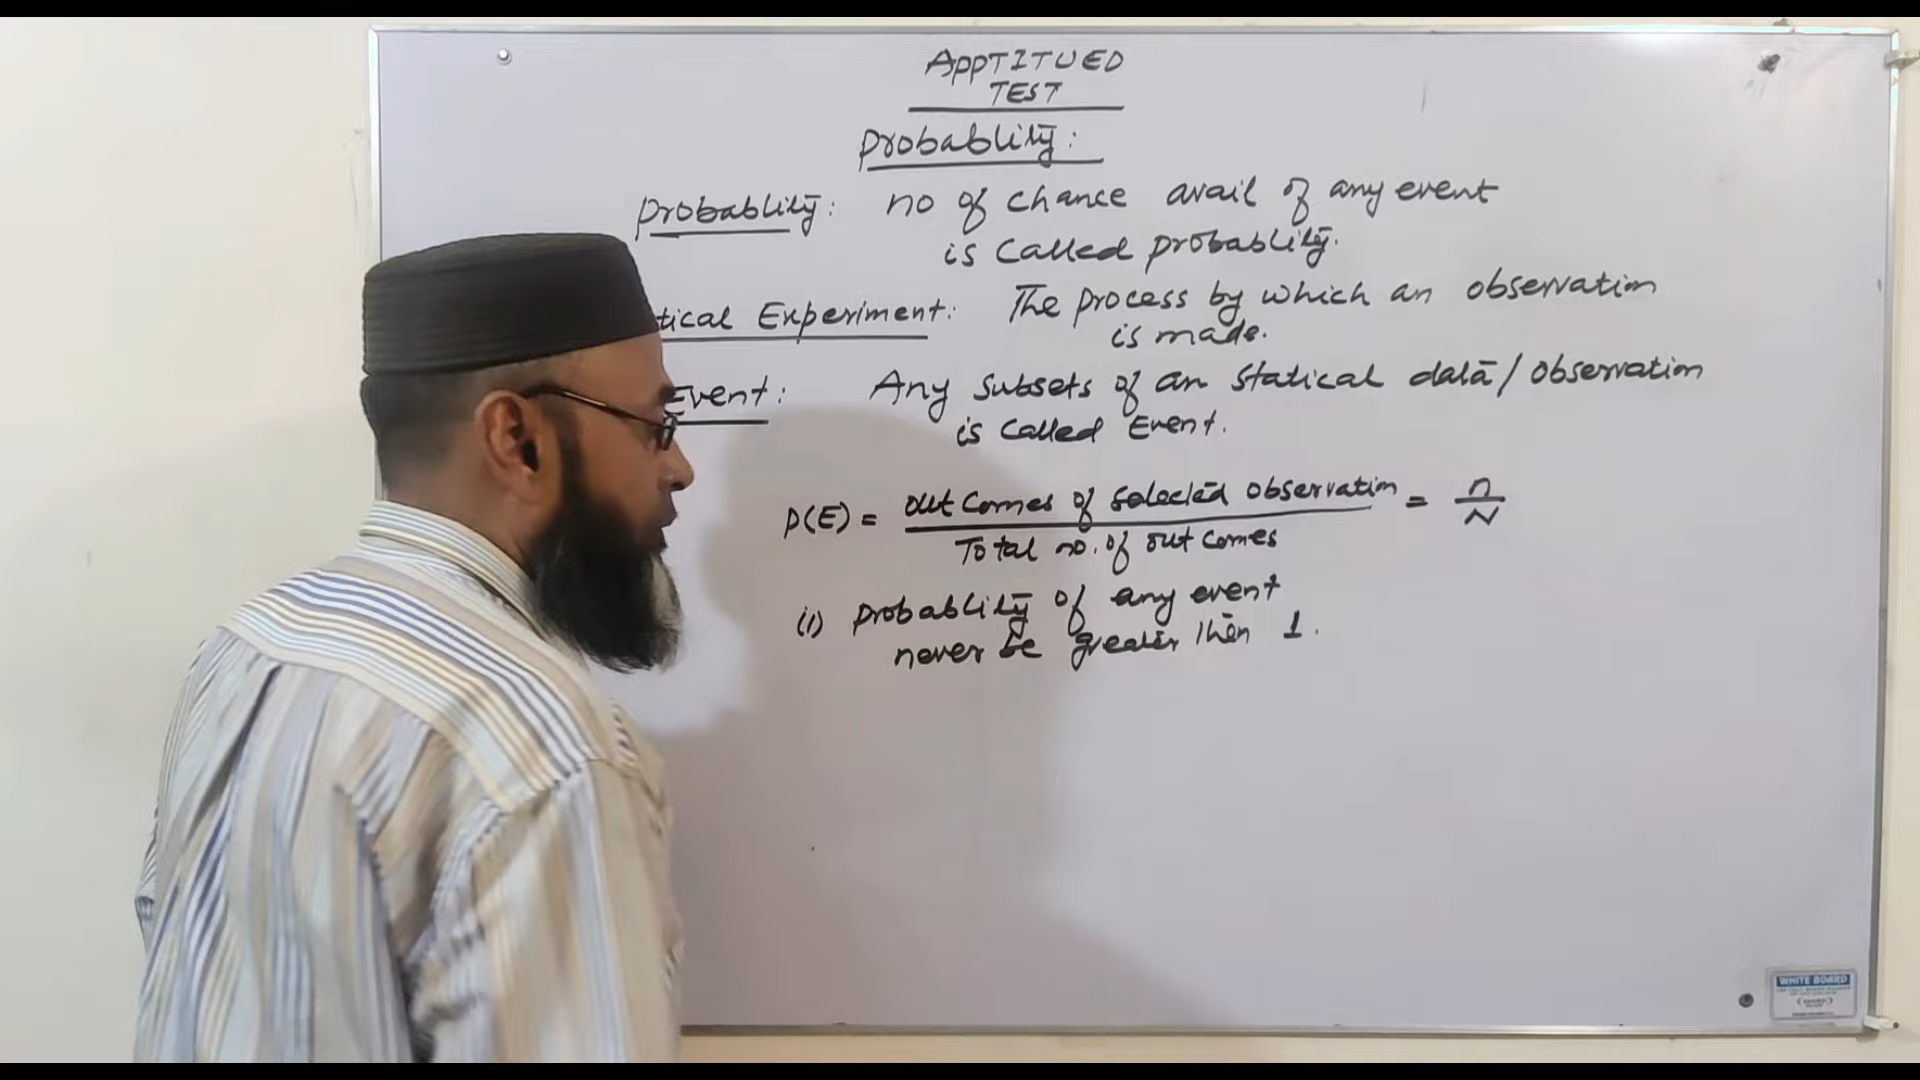 APPTITUED
TEST
Probablity:
Probablity: no of chance avail of any event
is called probablity.
tical Experiment: The process by which an observation
is made.
Event: Any subsets of an statical data / observation
is called Event.
P(E) = out comes of selected observation / Total no. of out comes = n / N
(i) Probablity of any event
never be greater then 1.
WHITE BOARD